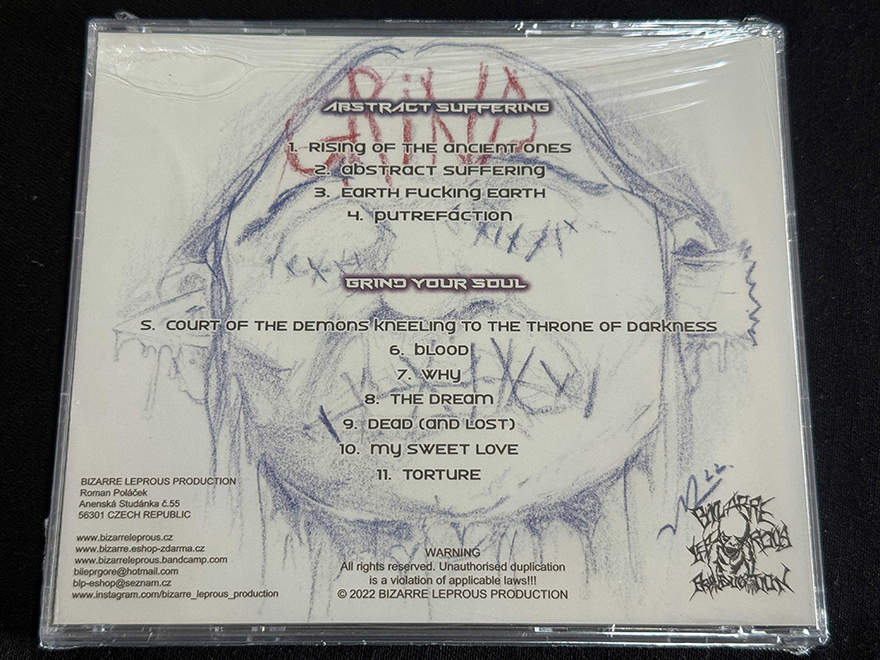 GRiND
ABSTRACT SUFFERING
1. RISING OF THE ANCIENT ONES
2. ABSTRACT SUFFERING
3. EARTH FUCKING EARTH
4. PUTREFACTION
GRIND YOUR SOUL
5. COURT OF THE DEMONS KNEELING TO THE THRONE OF DARKNESS
6. BLOOD
7. WHY
8. THE DREAM
9. DEAD (AND LOST)
10. MY SWEET LOVE
11. TORTURE
BIZARRE LEPROUS PRODUCTION
Roman Poláček
Anenská Studánka č.55
56301 CZECH REPUBLIC
www.bizarreleprous.cz
www.bizarre.eshop-zdarma.cz
www.bizarreleprous.bandcamp.com
bileprgore@hotmail.com
blp-eshop@seznam.cz
www.instagram.com/bizarre_leprous_production
WARNING
All rights reserved. Unauthorised duplication
is a violation of applicable laws!!!
© 2022 BIZARRE LEPROUS PRODUCTION
22.
BIZARRE
LEPROUS
PRODUCTION